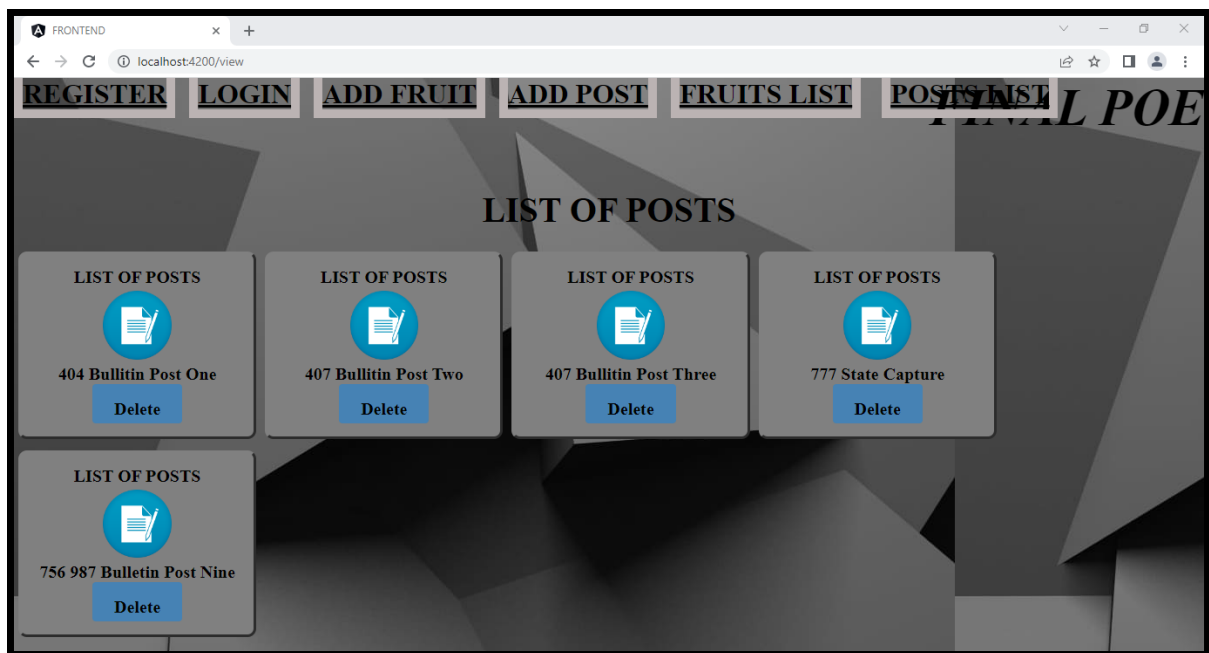 FRONTEND
localhost:4200/view
REGISTER LOGIN ADD FRUIT ADD POST FRUITS LIST POSTS LIST
FINAL POE
LIST OF POSTS
LIST OF POSTS LIST OF POSTS LIST OF POSTS LIST OF POSTS
404 Bullitin Post One 407 Bullitin Post Two 407 Bullitin Post Three 777 State Capture
Delete Delete Delete Delete
LIST OF POSTS
756 987 Bulletin Post Nine
Delete